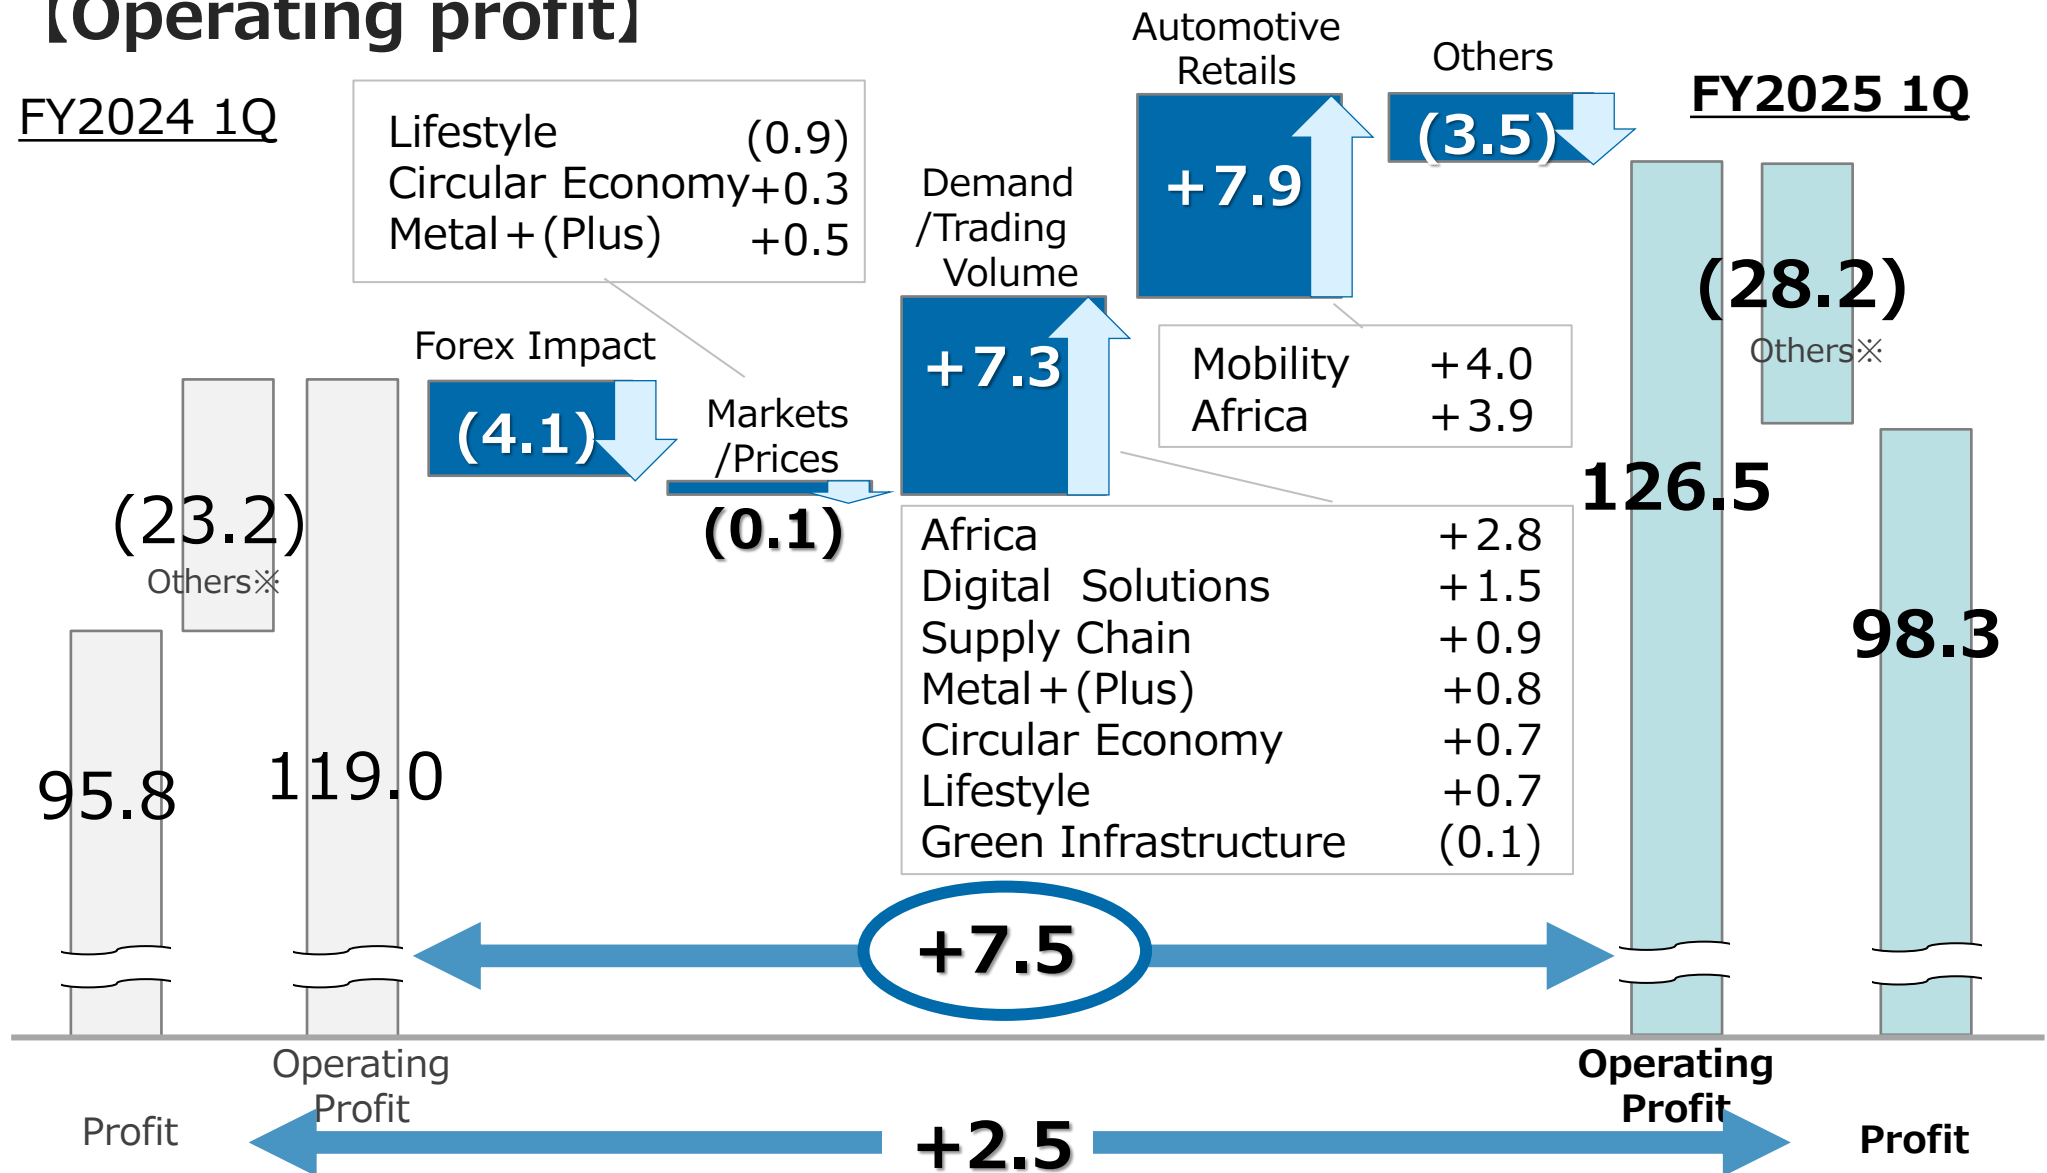 【Operating profit】
FY2024 1Q
Lifestyle (0.9)
Circular Economy +0.3
Metal+(Plus) +0.5
Forex Impact
(4.1)
Markets
/Prices
(0.1)
Demand
/Trading
Volume
+7.3
Automotive
Retails
+7.9
Others
(3.5)
FY2025 1Q
Mobility +4.0
Africa +3.9
Africa +2.8
Digital Solutions +1.5
Supply Chain +0.9
Metal+(Plus) +0.8
Circular Economy +0.7
Lifestyle +0.7
Green Infrastructure (0.1)
95.8
(23.2)
Others※
119.0
126.5
(28.2)
Others※
98.3
+7.5
Profit
Operating
Profit
+2.5
Operating
Profit
Profit